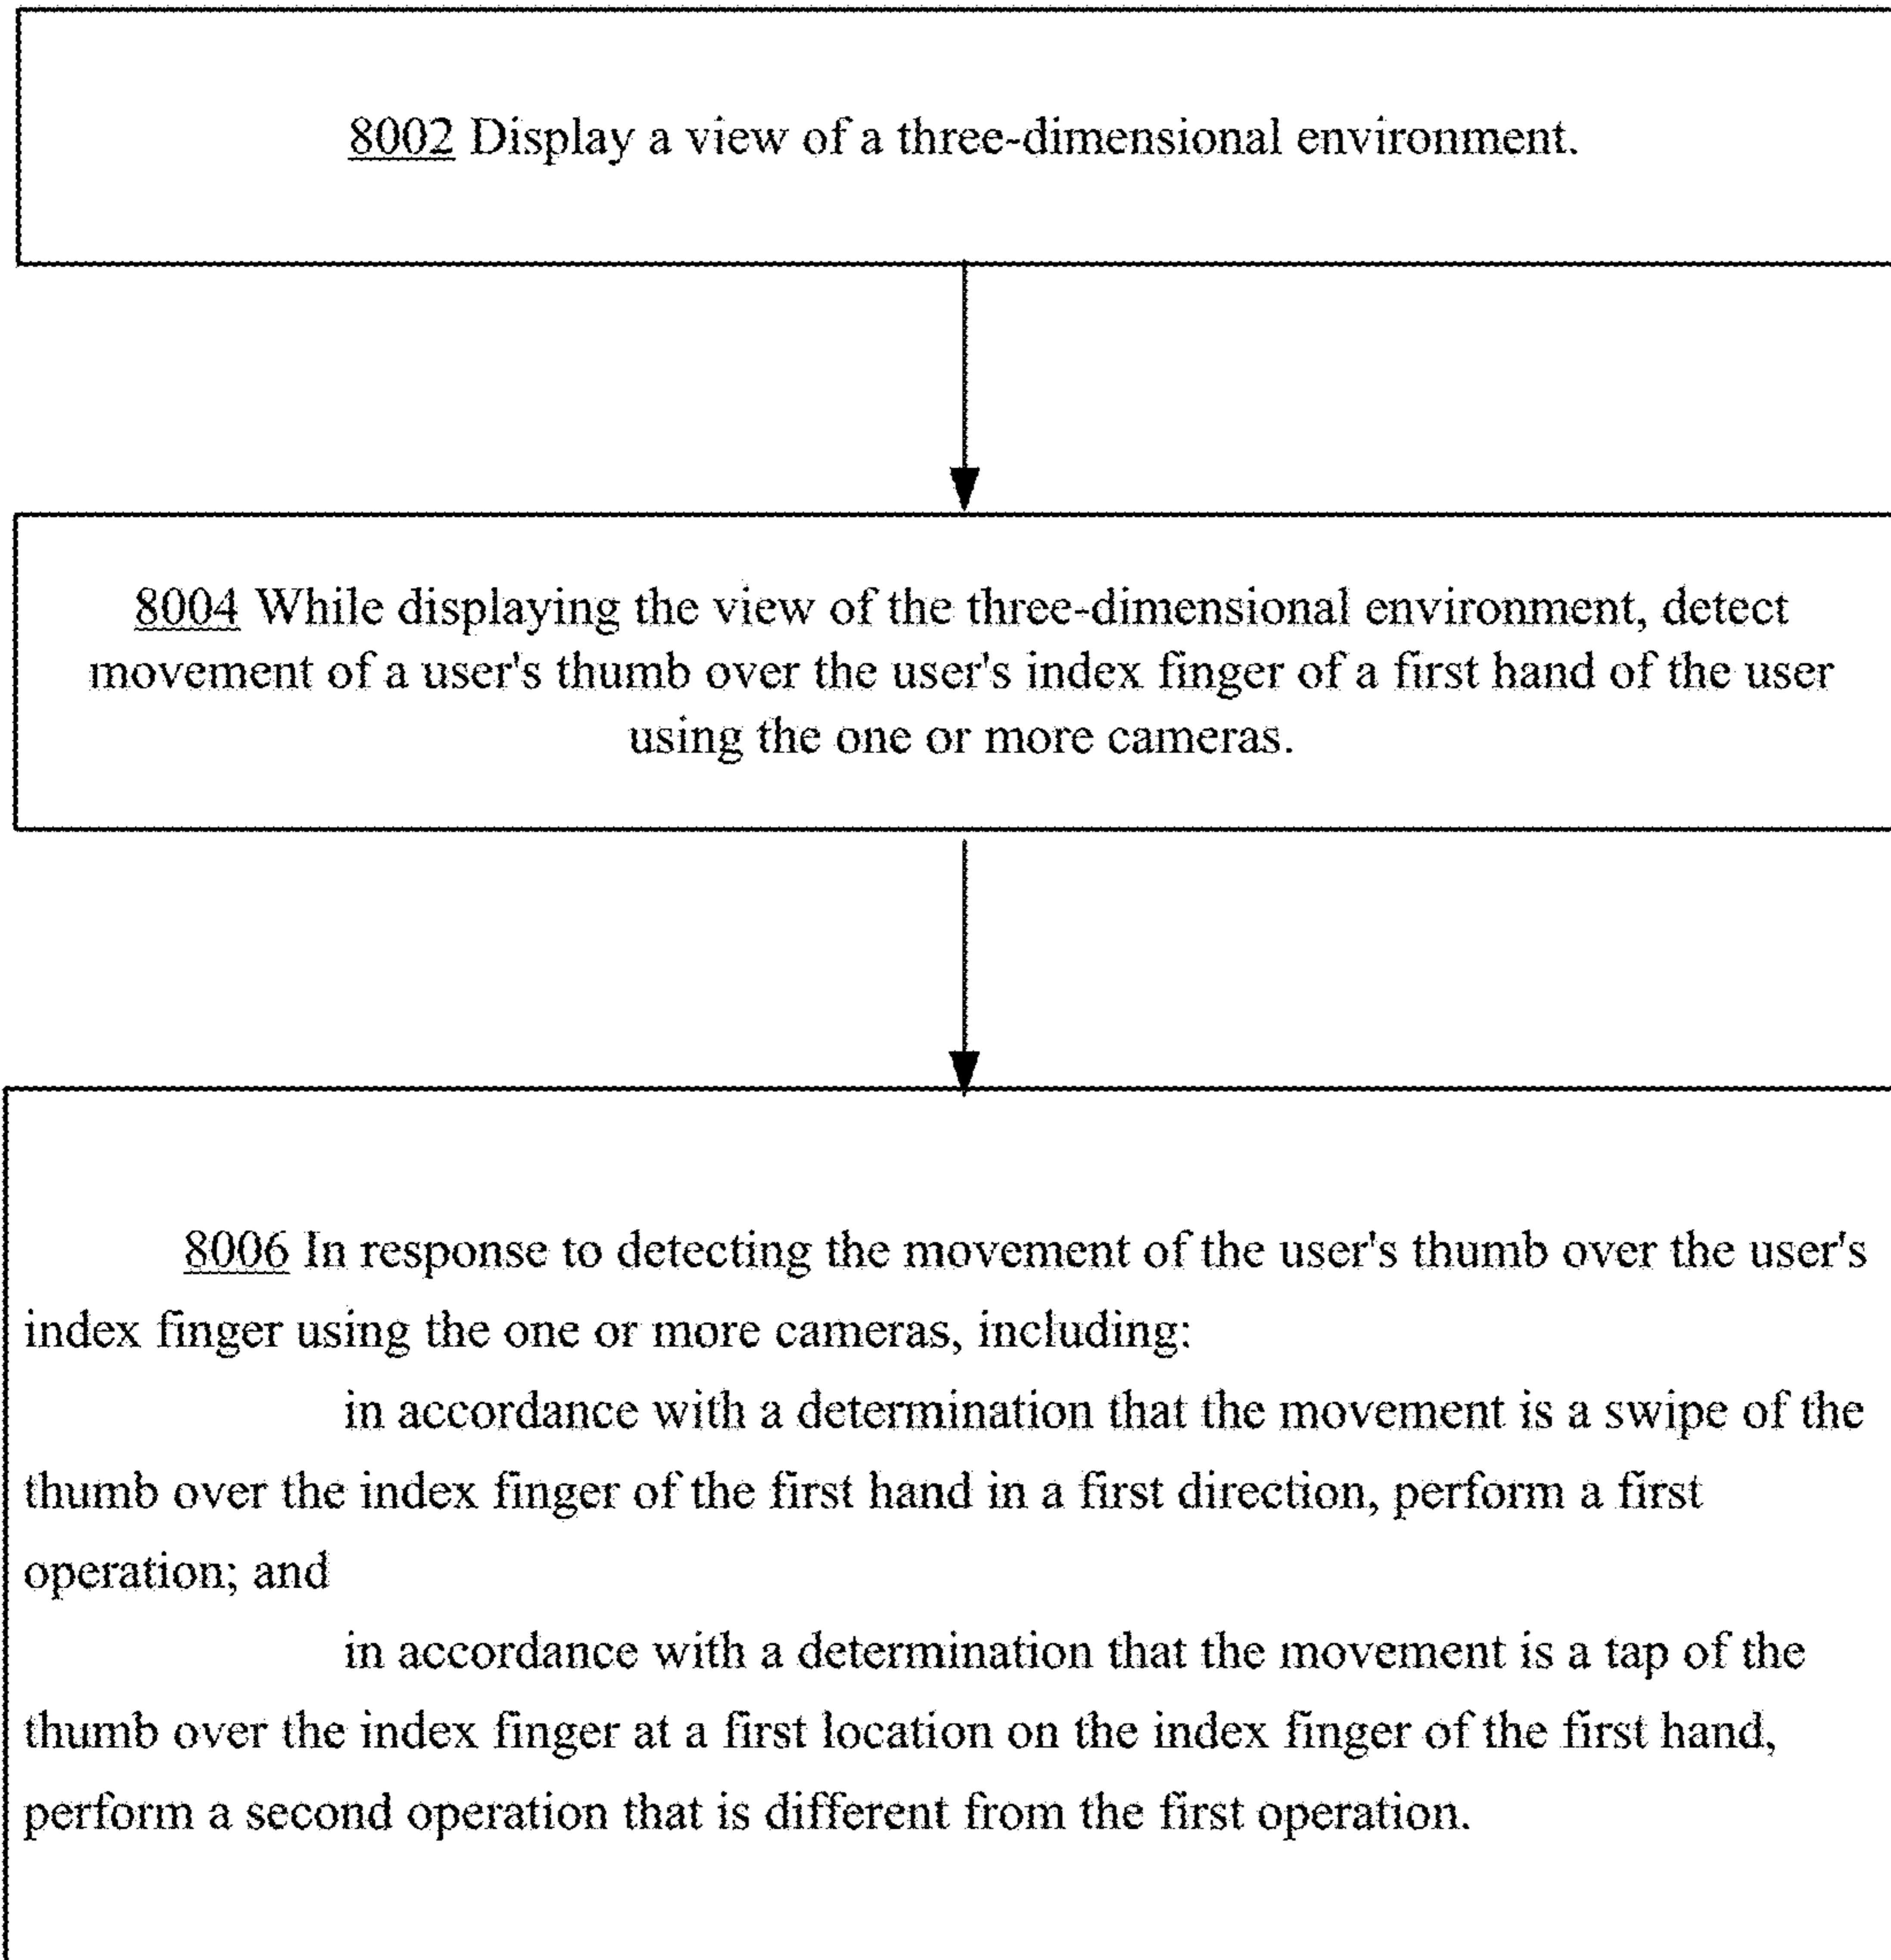 8002 Display a view of a three-dimensional environment.
8004 While displaying the view of the three-dimensional environment, detect
movement of a user's thumb over the user's index finger of a first hand of the user
using the one or more cameras.
8006 In response to detecting the movement of the user's thumb over the user's
index finger using the one or more cameras, including:
in accordance with a determination that the movement is a swipe of the
thumb over the index finger of the first hand in a first direction, perform a first
operation; and
in accordance with a determination that the movement is a tap of the
thumb over the index finger at a first location on the index finger of the first hand,
perform a second operation that is different from the first operation.